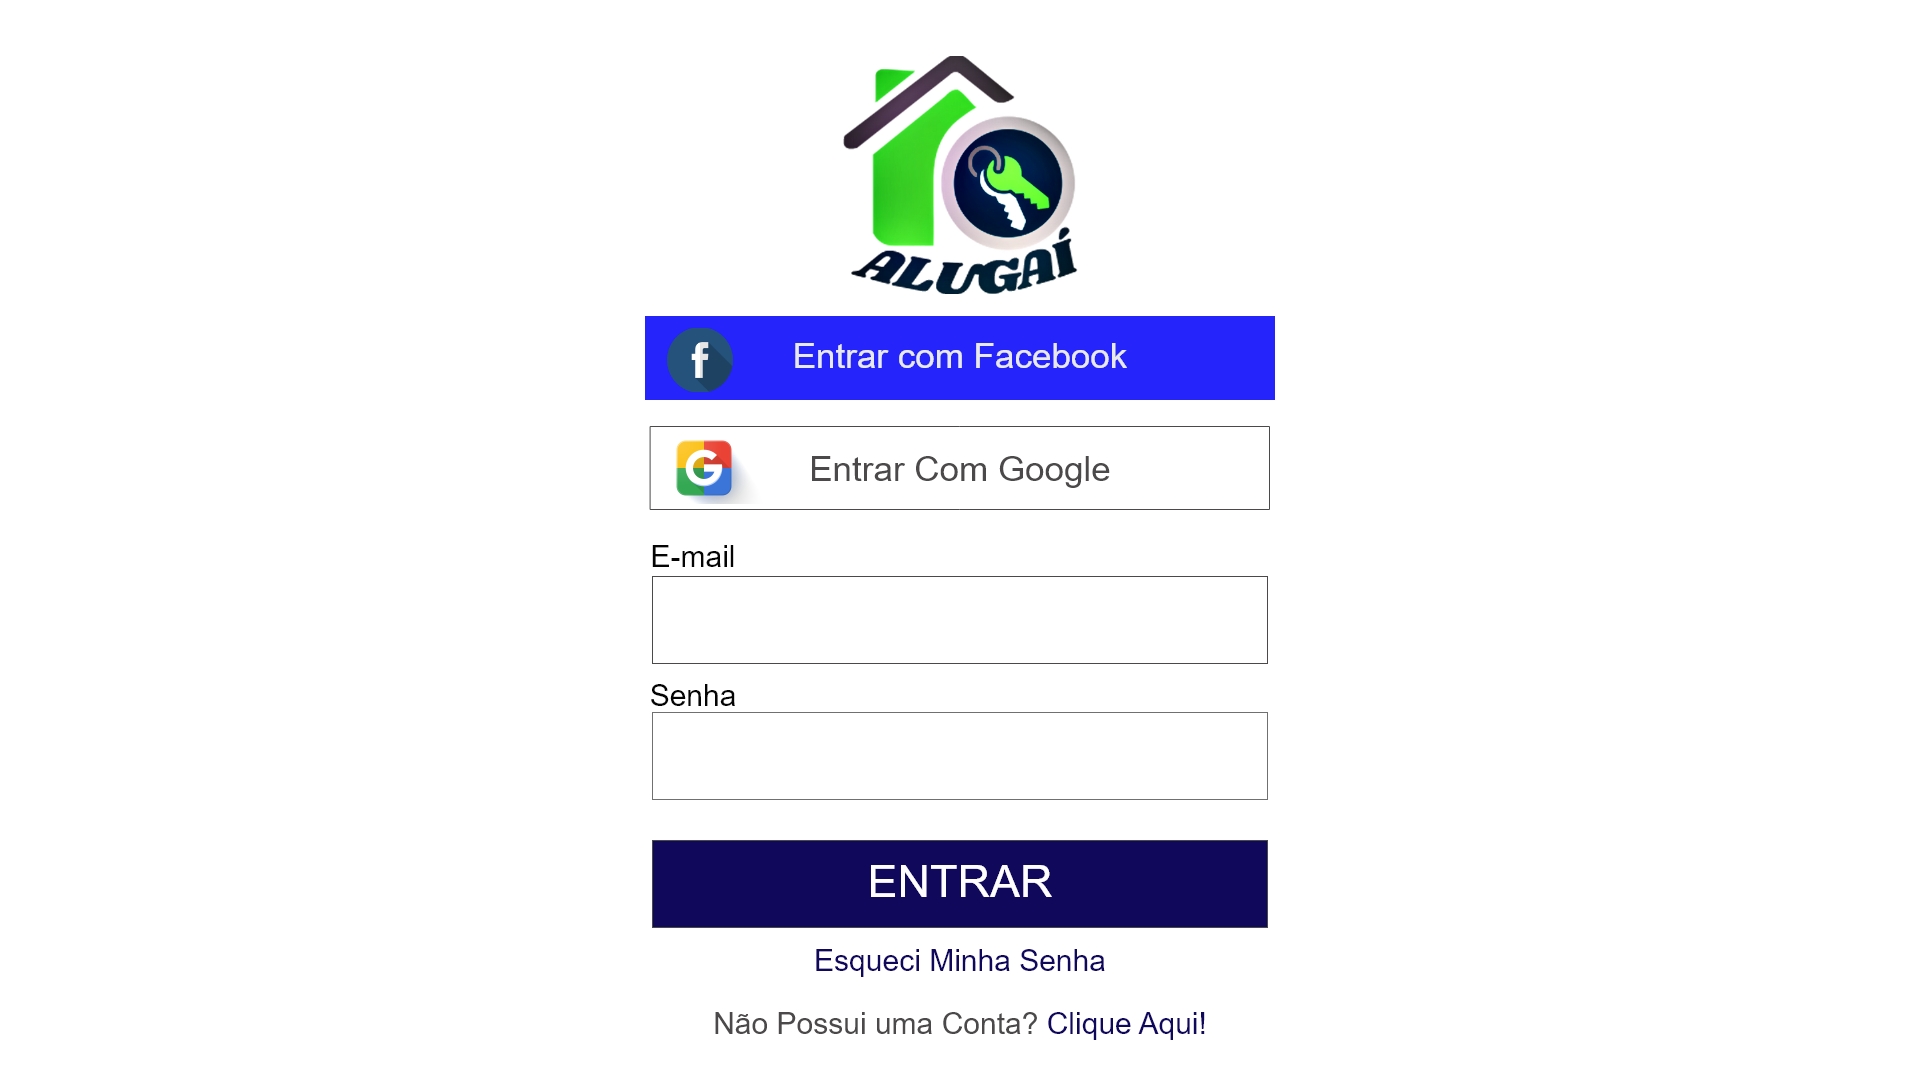 ALUGAÍ
Entrar com Facebook
Entrar Com Google
E-mail
Senha
ENTRAR
Esqueci Minha Senha
Não Possui uma Conta? Clique Aqui!